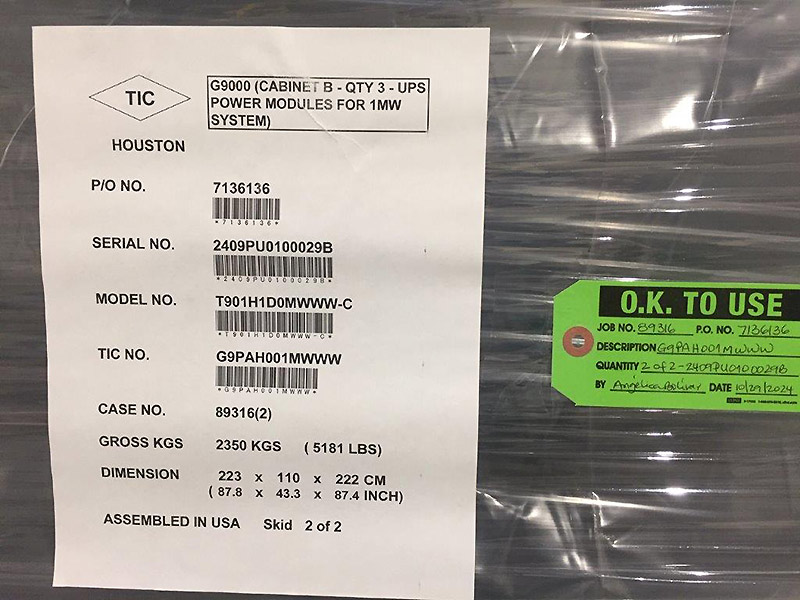 TIC
G9000 (CABINET B - QTY 3 - UPS
POWER MODULES FOR 1MW
SYSTEM)
HOUSTON
P/O NO. 7136136
*7136136*
SERIAL NO. 2409PU0100029B
*2409PU0100029B*
MODEL NO. T901H1D0MWWW-C
*T901H1D0MWWW-C*
TIC NO. G9PAH001MWWW
*G9PAH001MWWW*
CASE NO. 89316(2)
GROSS KGS 2350 KGS ( 5181 LBS)
DIMENSION 223 x 110 x 222 CM
( 87.8 x 43.3 x 87.4 INCH)
ASSEMBLED IN USA Skid 2 of 2
O.K. TO USE
JOB NO. 89316 P.O. NO. 7136136
DESCRIPTION G9PAH001MWWW
QUANTITY 2 of 2-2409PU0100029B
BY Angelica Bolivar DATE 10/29/2024